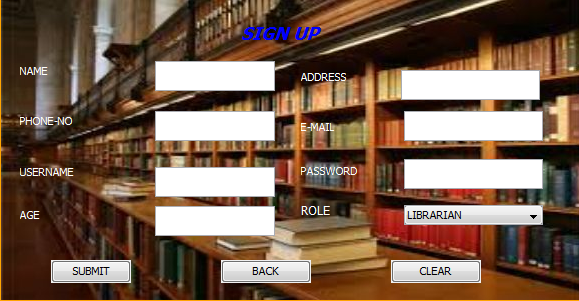 SIGN UP
NAME
ADDRESS
PHONE-NO
E-MAIL
USERNAME
PASSWORD
AGE
ROLE
LIBRARIAN
SUBMIT
BACK
CLEAR